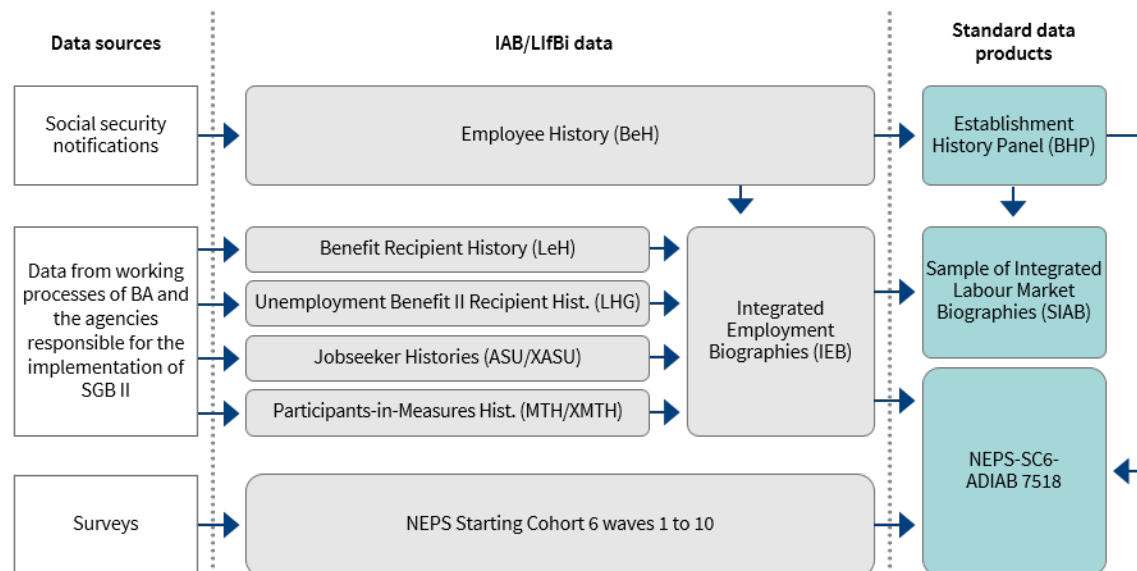 Data sources
IAB/LIfBi data
Standard data
products
Social security
notifications
Employee History (BeH)
Establishment
History Panel (BHP)
Data from working
processes of BA and
the agencies
responsible for the
implementation of
SGB II
Benefit Recipient History (LeH)
Unemployment Benefit II Recipient Hist. (LHG)
Jobseeker Histories (ASU/XASU)
Participants-in-Measures Hist. (MTH/XMTH)
Integrated
Employment
Biographies (IEB)
Sample of Integrated
Labour Market
Biographies (SIAB)
Surveys
NEPS Starting Cohort 6 waves 1 to 10
NEPS-SC6-
ADIAB 7518